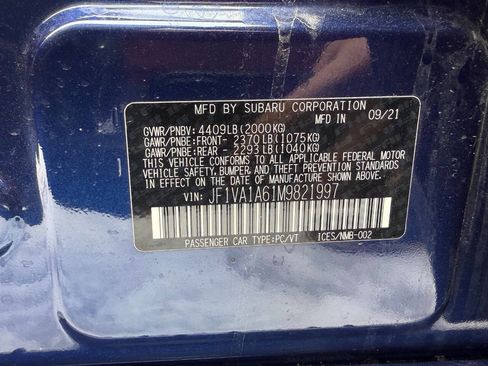 MFD BY SUBARU CORPORATION 09/21
GVWR/PNBV: 4409LB(2000KG)
GAWR/PNBE:FRONT- 2370LB(1075KG)
GAWR/PNBE:REAR - 2293LB(1040KG)
THIS VEHICLE CONFORMS TO ALL APPLICABLE FEDERAL MOTOR
VEHICLE SAFETY, BUMPER, AND THEFT PREVENTION STANDARDS
IN EFFECT ON THE DATE OF MANUFACTURE SHOWN ABOVE.
VIN: JF1VA1A61M9821997
PASSENGER CAR TYPE:PC/VT ICES/NMB-002